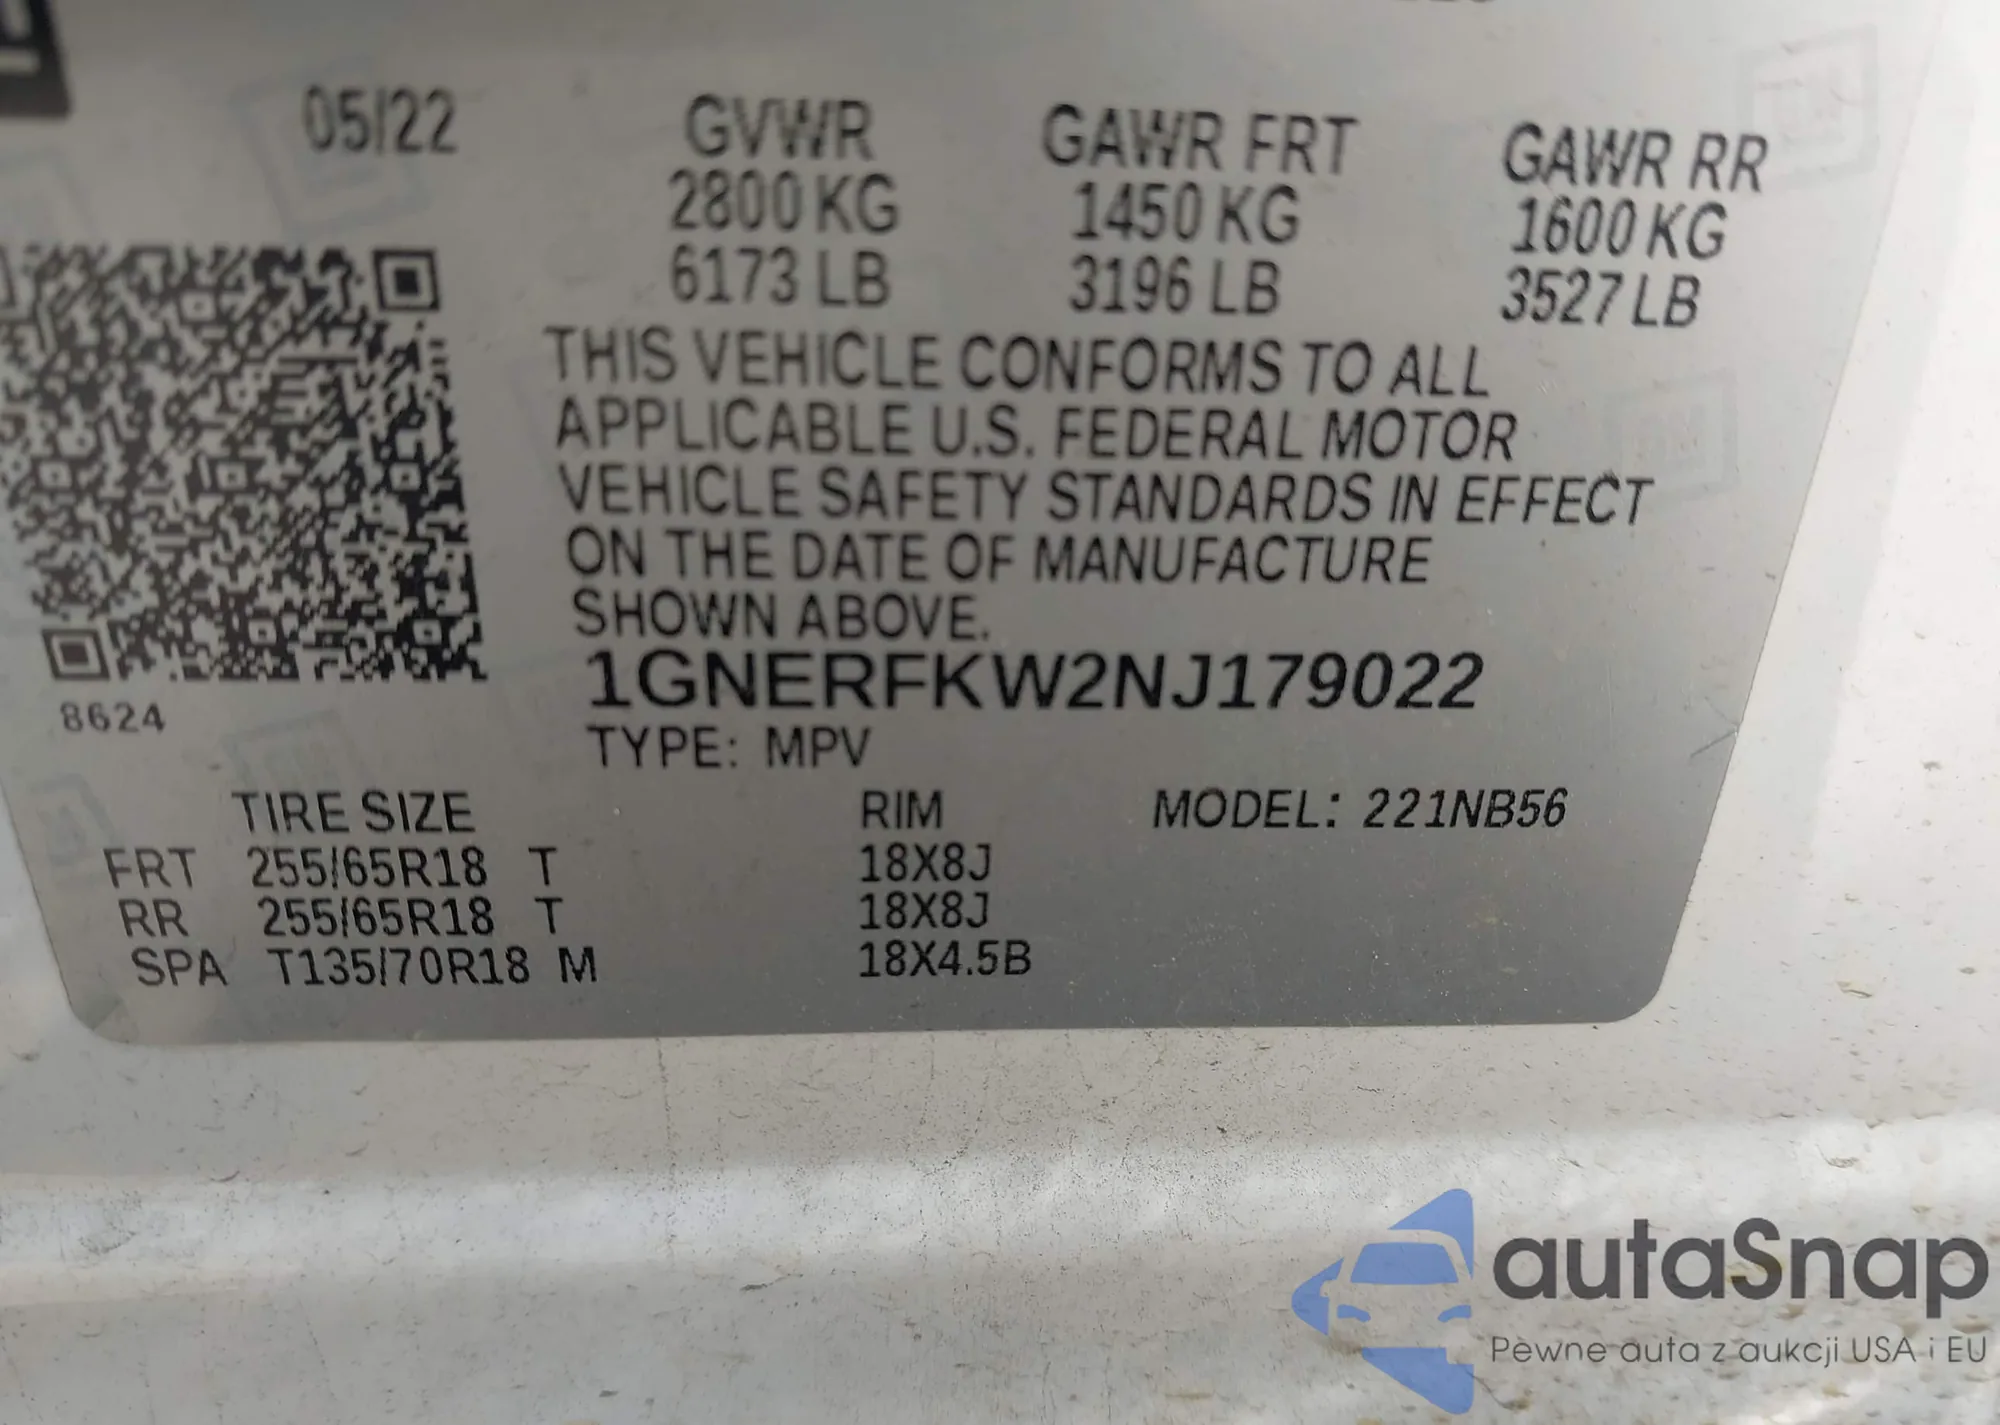 05/22 GVWR GAWR FRT GAWR RR
2800 KG 1450 KG 1600 KG
6173 LB 3196 LB 3527 LB
THIS VEHICLE CONFORMS TO ALL
APPLICABLE U.S. FEDERAL MOTOR
VEHICLE SAFETY STANDARDS IN EFFECT
ON THE DATE OF MANUFACTURE
SHOWN ABOVE.
1GNERFKW2NJ179022
8624
TYPE: MPV
TIRE SIZE RIM MODEL: 221NB56
FRT 255/65R18 T 18X8J
RR 255/65R18 T 18X8J
SPA T135/70R18 M 18X4.5B
autaSnap
Pewne auta z aukcji USA i EU